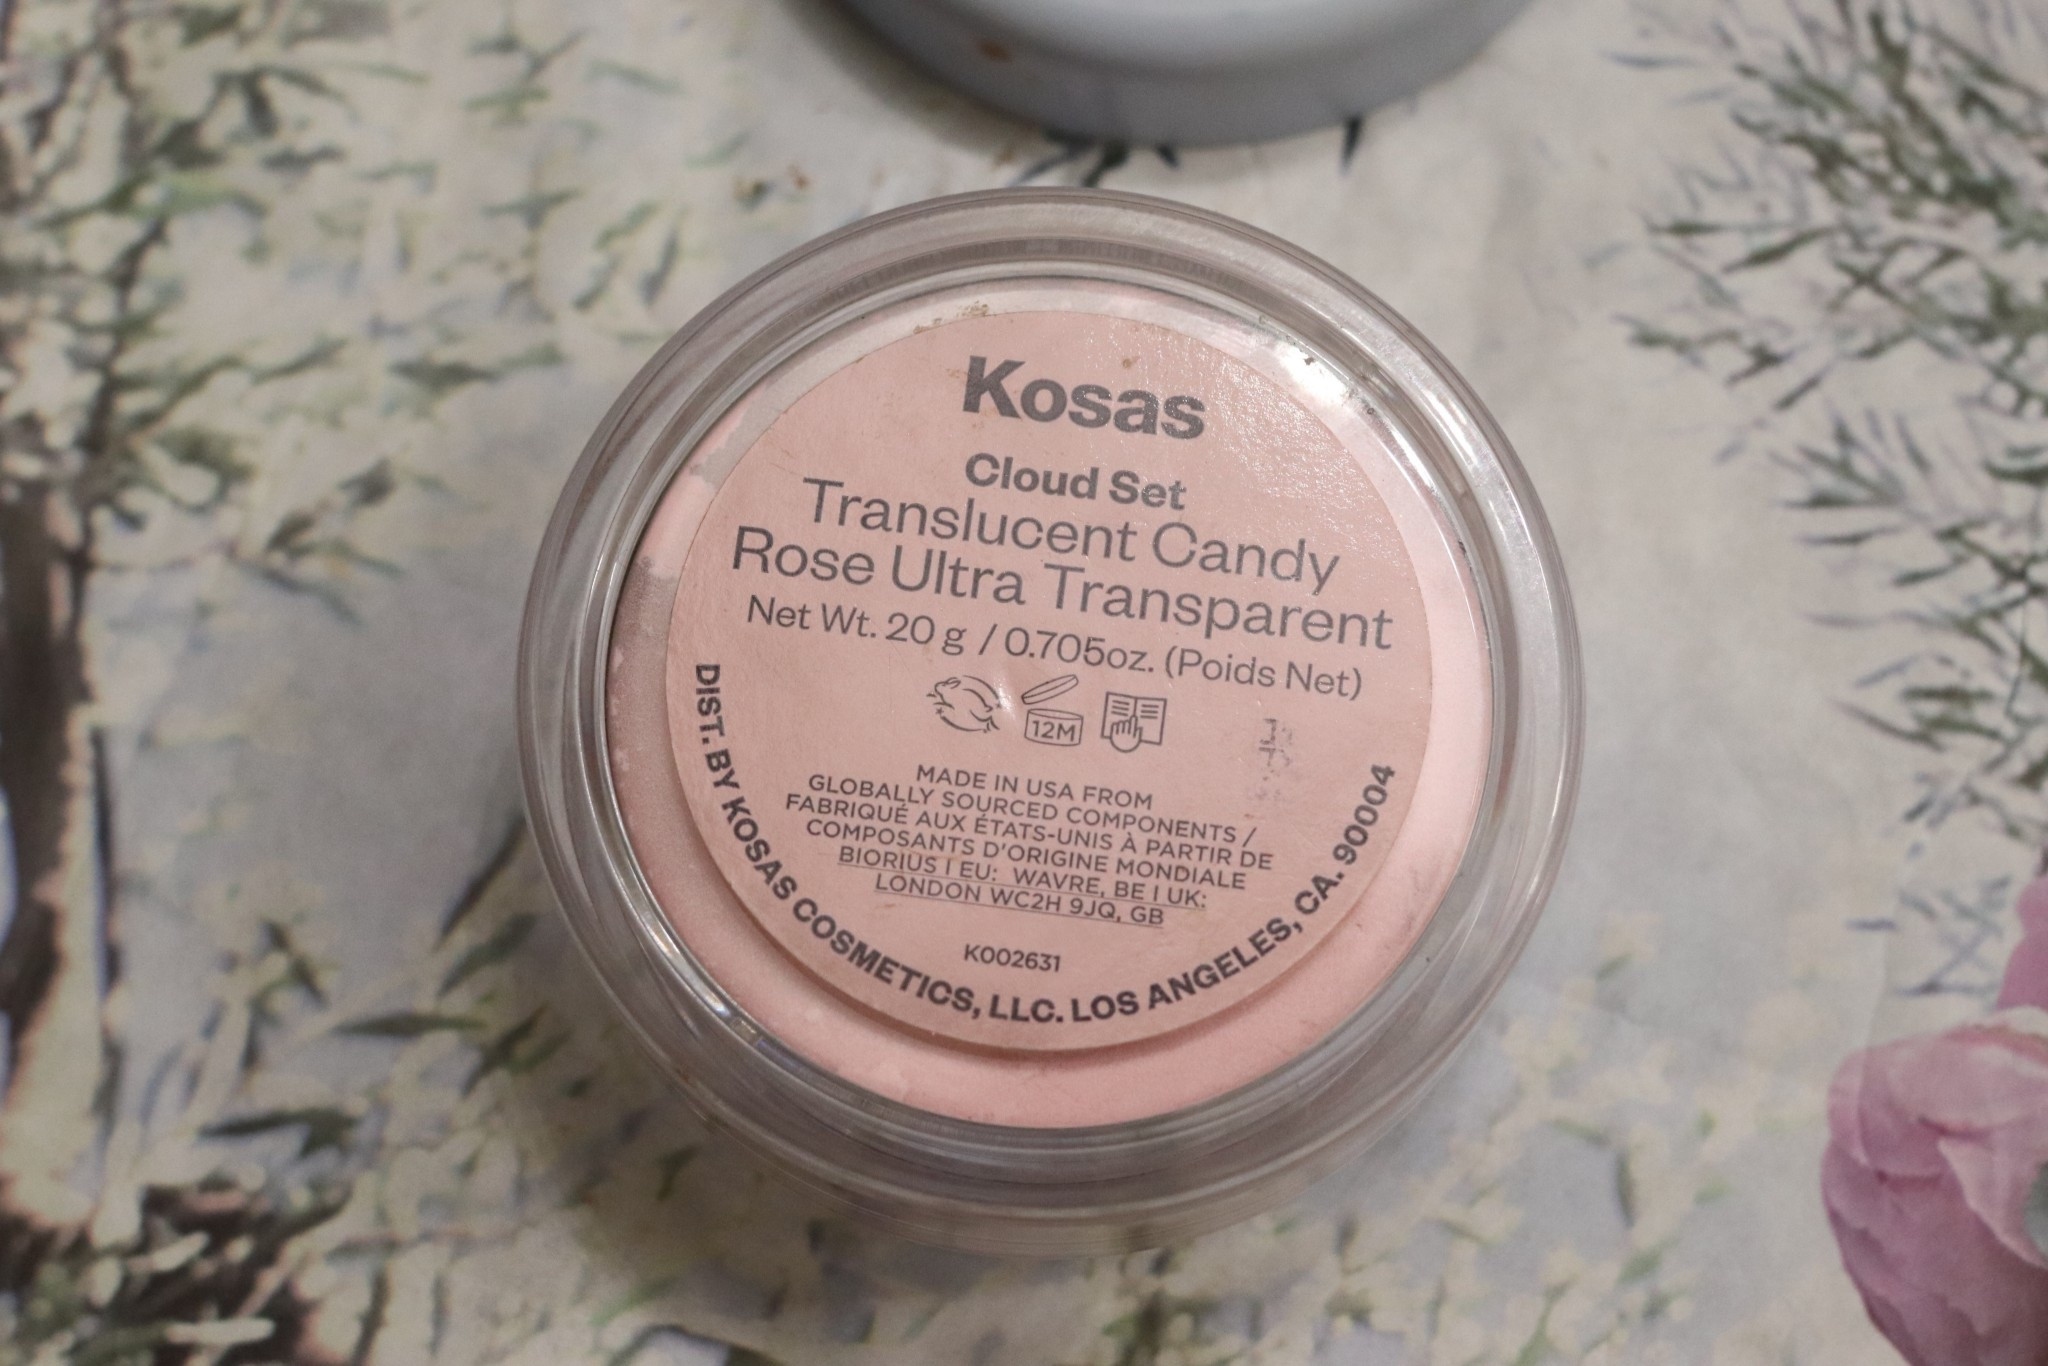 Kosas
Cloud Set
Translucent Candy
Rose Ultra Transparent
Net Wt. 20 g / 0.705oz. (Poids Net)
12M
MADE IN USA FROM
GLOBALLY SOURCED COMPONENTS /
FABRIQUÉ AUX ÉTATS-UNIS À PARTIR DE
COMPOSANTS D'ORIGINE MONDIALE
BIORIUS | EU: WAVRE, BE | UK:
LONDON WC2H 9JQ, GB
K002631
DIST. BY KOSAS COSMETICS, LLC. LOS ANGELES, CA. 90004